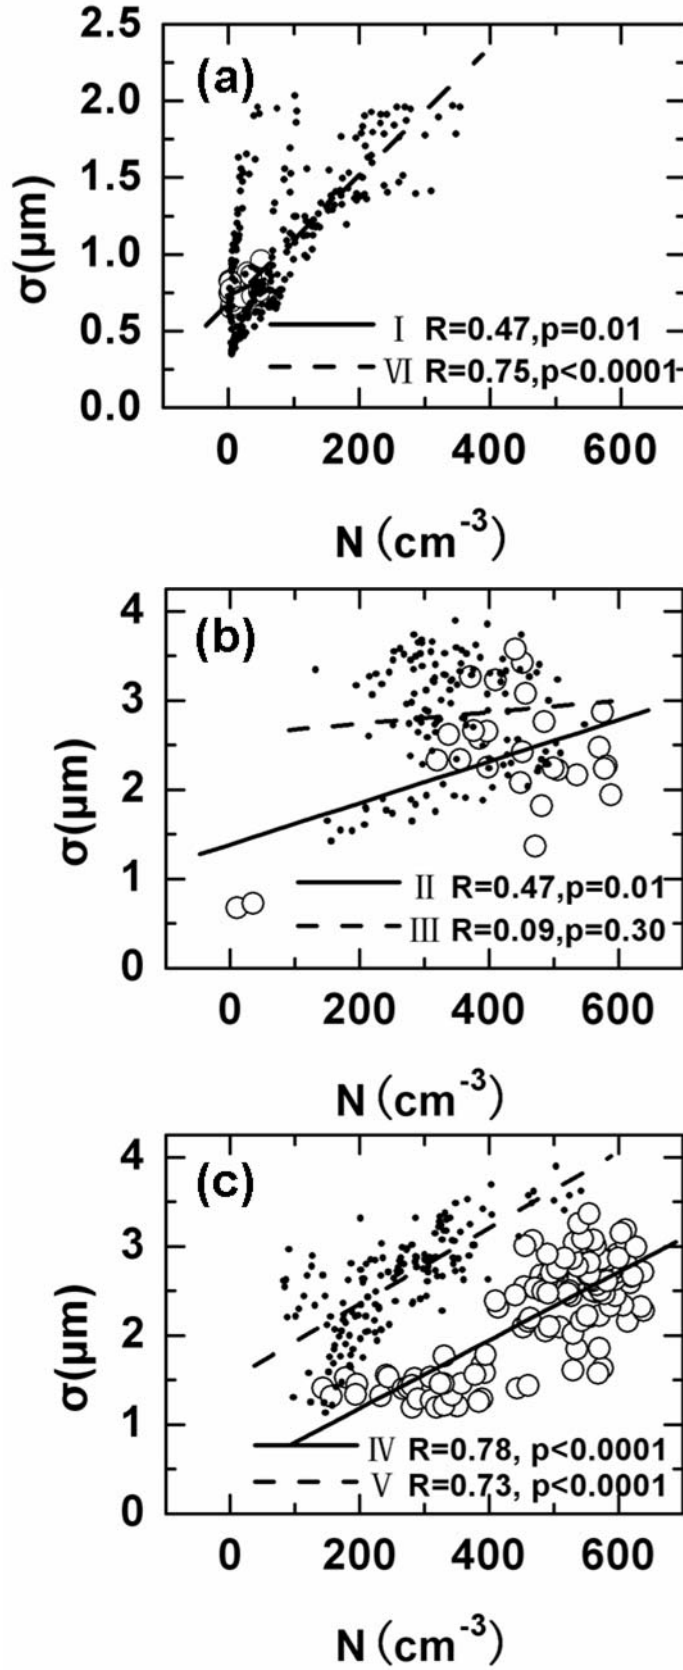 (a)
2.5
2.0
1.5
1.0
0.5
0.0
σ(μm)
I R=0.47,p=0.01
VI R=0.75,p<0.0001
0 200 400 600
N (cm-3)
(b)
4
3
2
1
0
σ(μm)
II R=0.47,p=0.01
III R=0.09,p=0.30
0 200 400 600
N (cm-3)
(c)
4
3
2
1
0
σ(μm)
IV R=0.78, p<0.0001
V R=0.73, p<0.0001
0 200 400 600
N (cm-3)